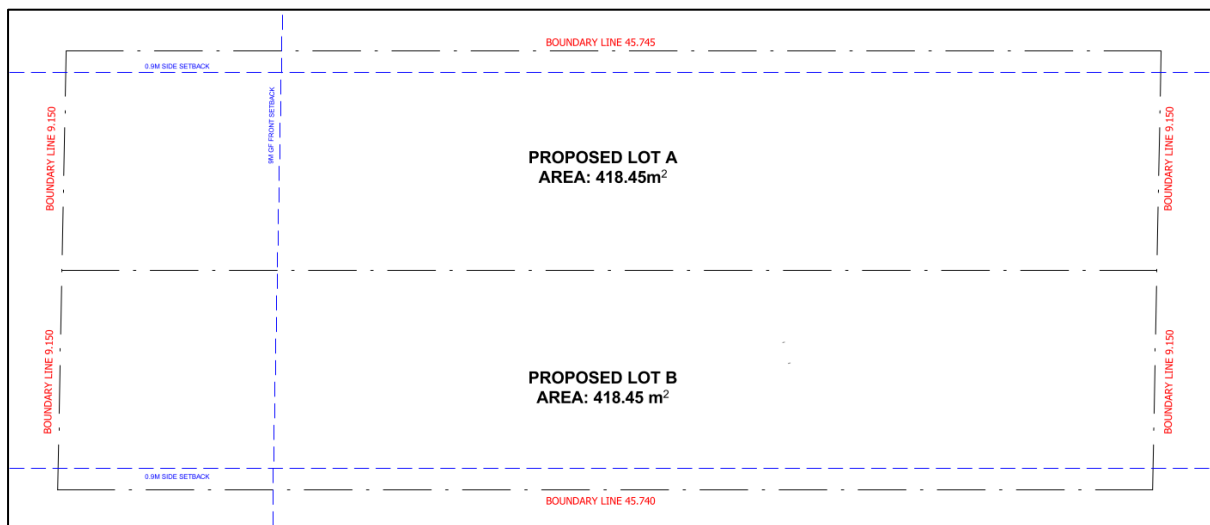 BOUNDARY LINE 45.745
0.9M SIDE SETBACK
BOUNDARY LINE 9.150
9M GF FRONT SETBACK
PROPOSED LOT A
AREA: 418.45m²
BOUNDARY LINE 9.150
BOUNDARY LINE 9.150
PROPOSED LOT B
AREA: 418.45 m²
BOUNDARY LINE 9.150
0.9M SIDE SETBACK
BOUNDARY LINE 45.740